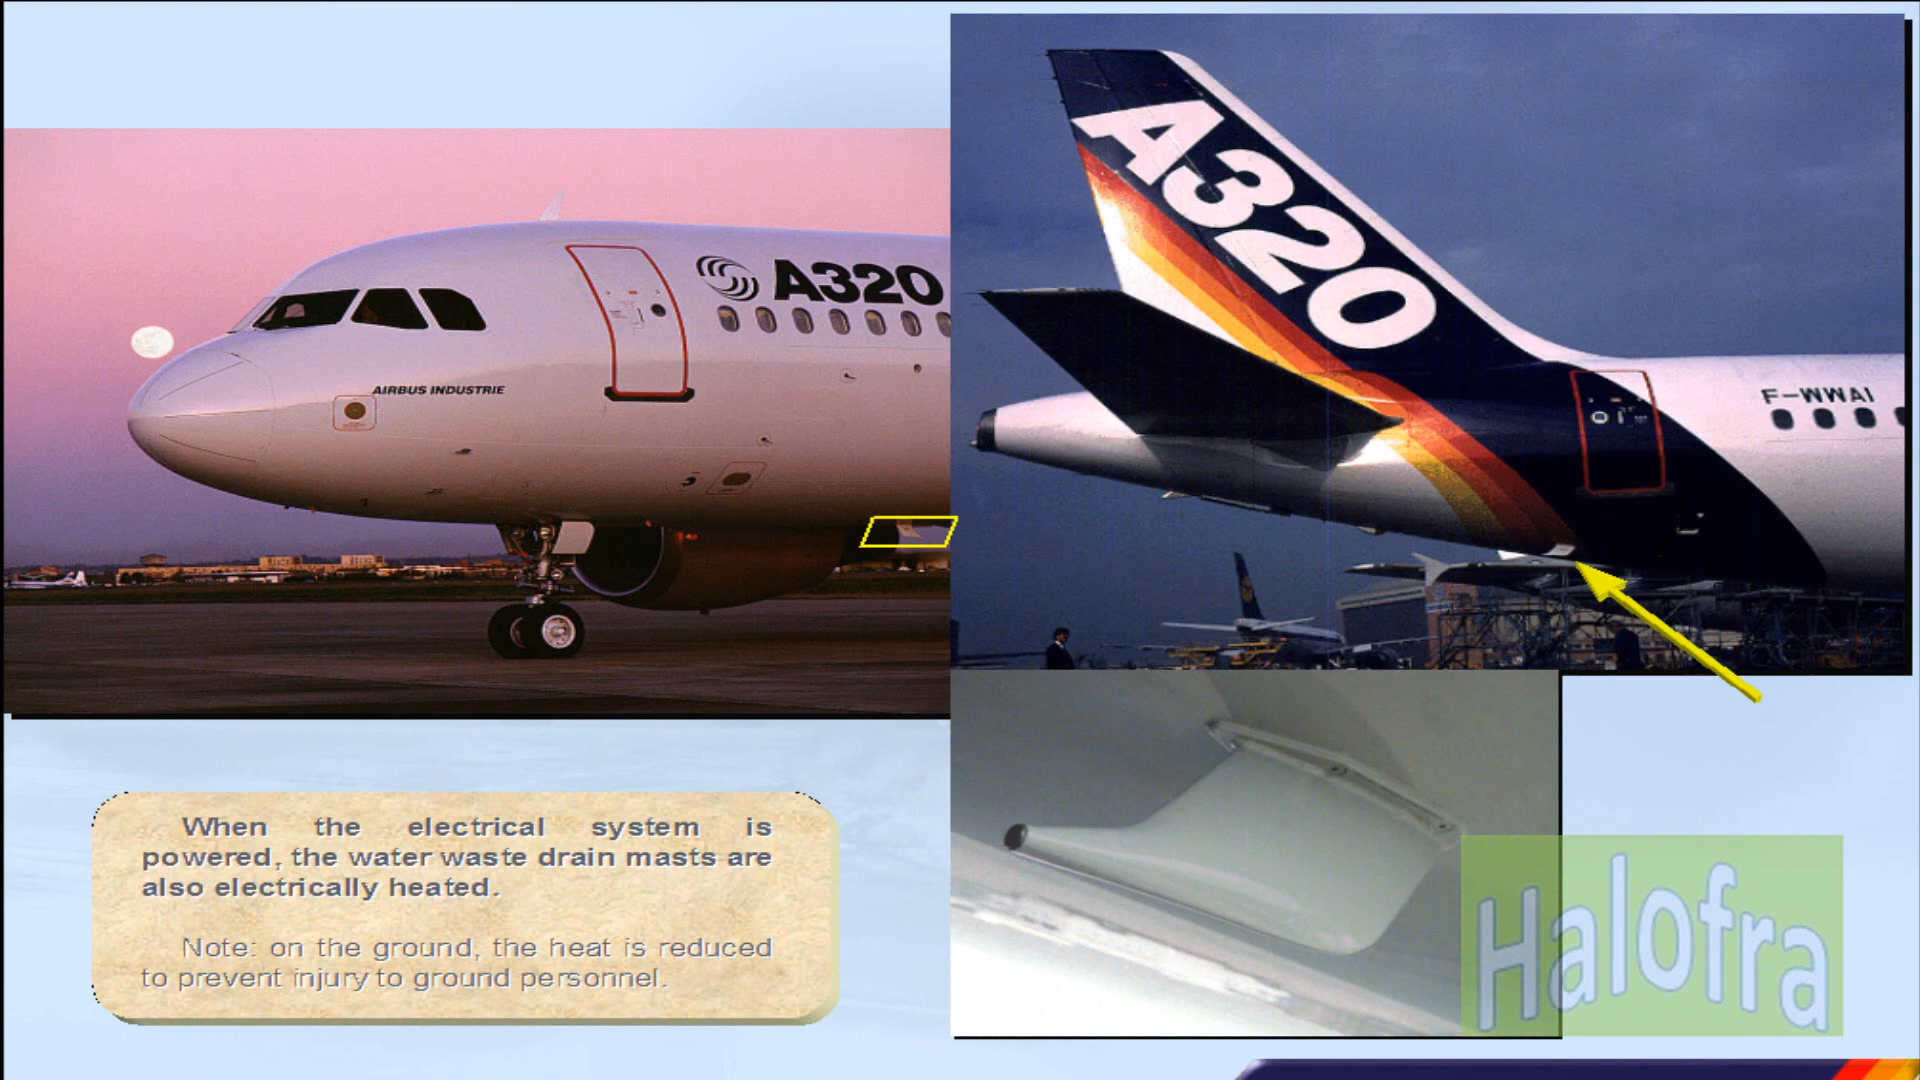 A320
AIRBUS INDUSTRIE
A320
F-WWAI
When the electrical system is
powered, the water waste drain masts are
also electrically heated.
Note: on the ground, the heat is reduced
to prevent injury to ground personnel.
Halofra